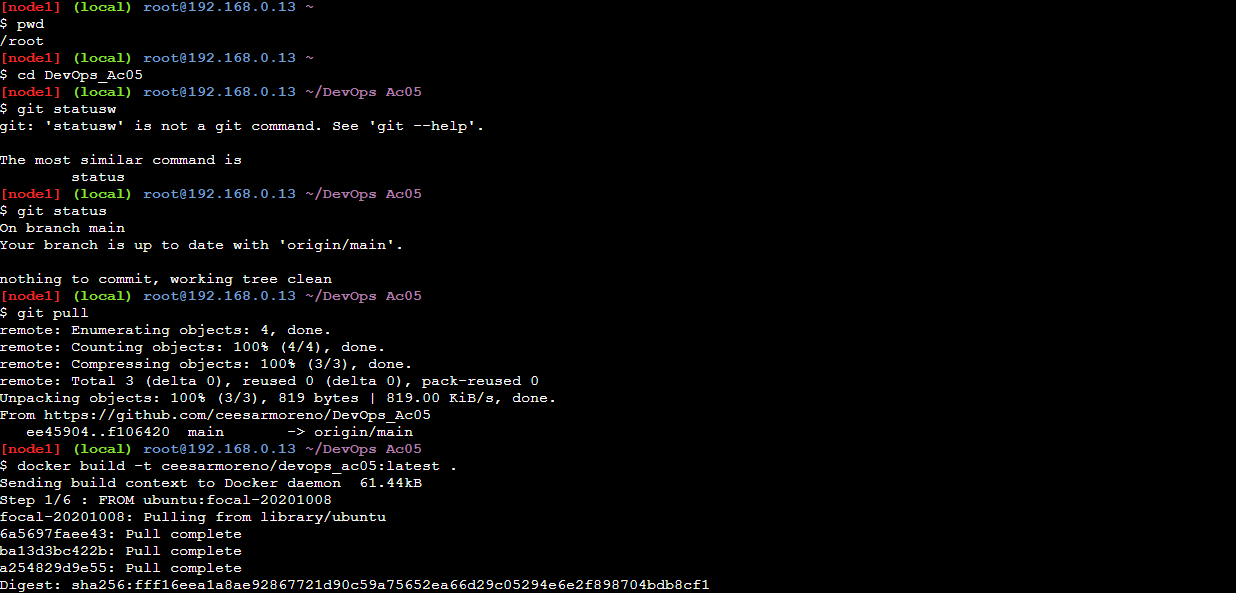 [node1] (local) root@192.168.0.13 ~
$ pwd
/root
[node1] (local) root@192.168.0.13 ~
$ cd DevOps_Ac05
[node1] (local) root@192.168.0.13 ~/DevOps Ac05
$ git statusw
git: 'statusw' is not a git command. See 'git --help'.
The most similar command is
status
[node1] (local) root@192.168.0.13 ~/DevOps Ac05
$ git status
On branch main
Your branch is up to date with 'origin/main'.
nothing to commit, working tree clean
[node1] (local) root@192.168.0.13 ~/DevOps Ac05
$ git pull
remote: Enumerating objects: 4, done.
remote: Counting objects: 100% (4/4), done.
remote: Compressing objects: 100% (3/3), done.
remote: Total 3 (delta 0), reused 0 (delta 0), pack-reused 0
Unpacking objects: 100% (3/3), 819 bytes | 819.00 KiB/s, done.
From https://github.com/ceesarmoreno/DevOps_Ac05
ee45904..f106420 main -> origin/main
[node1] (local) root@192.168.0.13 ~/DevOps Ac05
$ docker build -t ceesarmoreno/devops_ac05:latest .
Sending build context to Docker daemon 61.44kB
Step 1/6 : FROM ubuntu:focal-20201008
focal-20201008: Pulling from library/ubuntu
6a5697faee43: Pull complete
ba13d3bc422b: Pull complete
a254829d9e55: Pull complete
Digest: sha256:fff16eea1a8ae92867721d90c59a75652ea66d29c05294e6e2f898704bdb8cf1